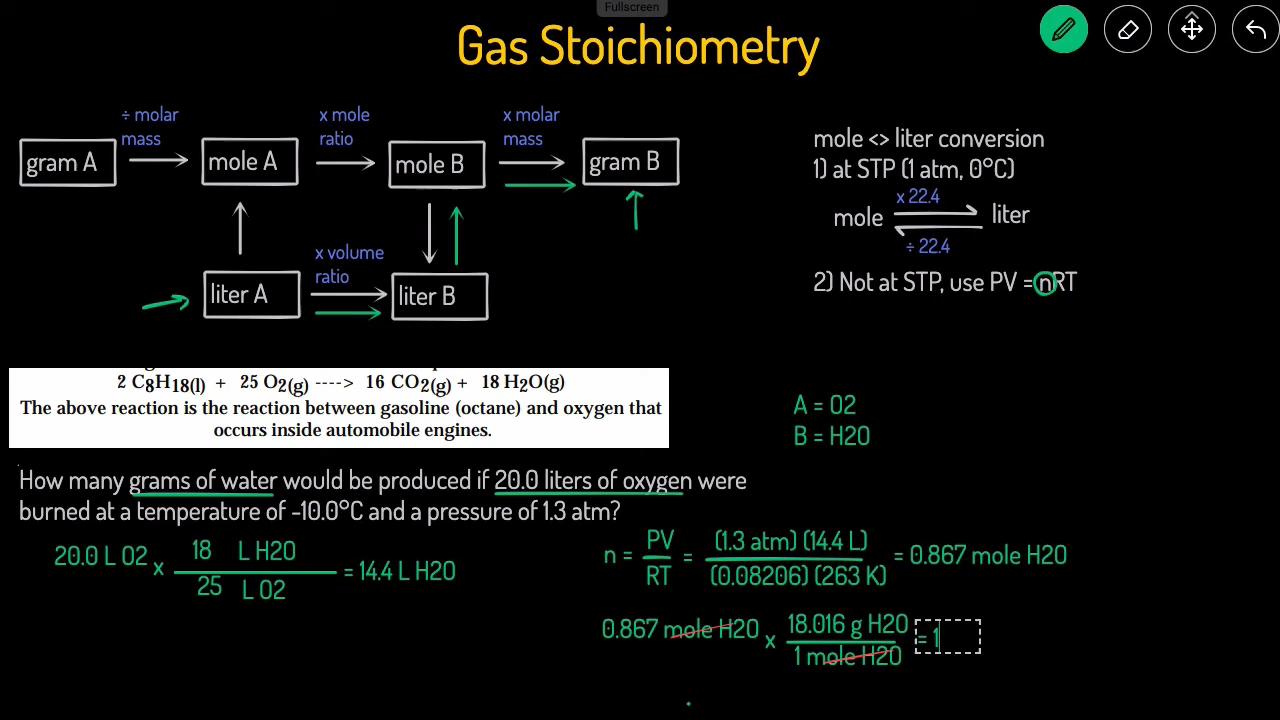 Fullscreen
Gas Stoichiometry
÷ molar mass
x mole ratio
x molar mass
gram A
mole A
mole B
gram B
x volume ratio
liter A
liter B
mole <> liter conversion
1) at STP (1 atm, 0°C)
x 22.4
mole
liter
÷ 22.4
2) Not at STP, use PV = nRT
2 C8H18(l) + 25 O2(g) ----> 16 CO2(g) + 18 H2O(g)
The above reaction is the reaction between gasoline (octane) and oxygen that
occurs inside automobile engines.
A = O2
B = H2O
How many grams of water would be produced if 20.0 liters of oxygen were
burned at a temperature of -10.0°C and a pressure of 1.3 atm?
20.0 L O2 x 18 L H2O / 25 L O2 = 14.4 L H2O
n = PV / RT = (1.3 atm) (14.4 L) / (0.08206) (263 K) = 0.867 mole H2O
0.867 mole H2O x 18.016 g H2O / 1 mole H2O = 1